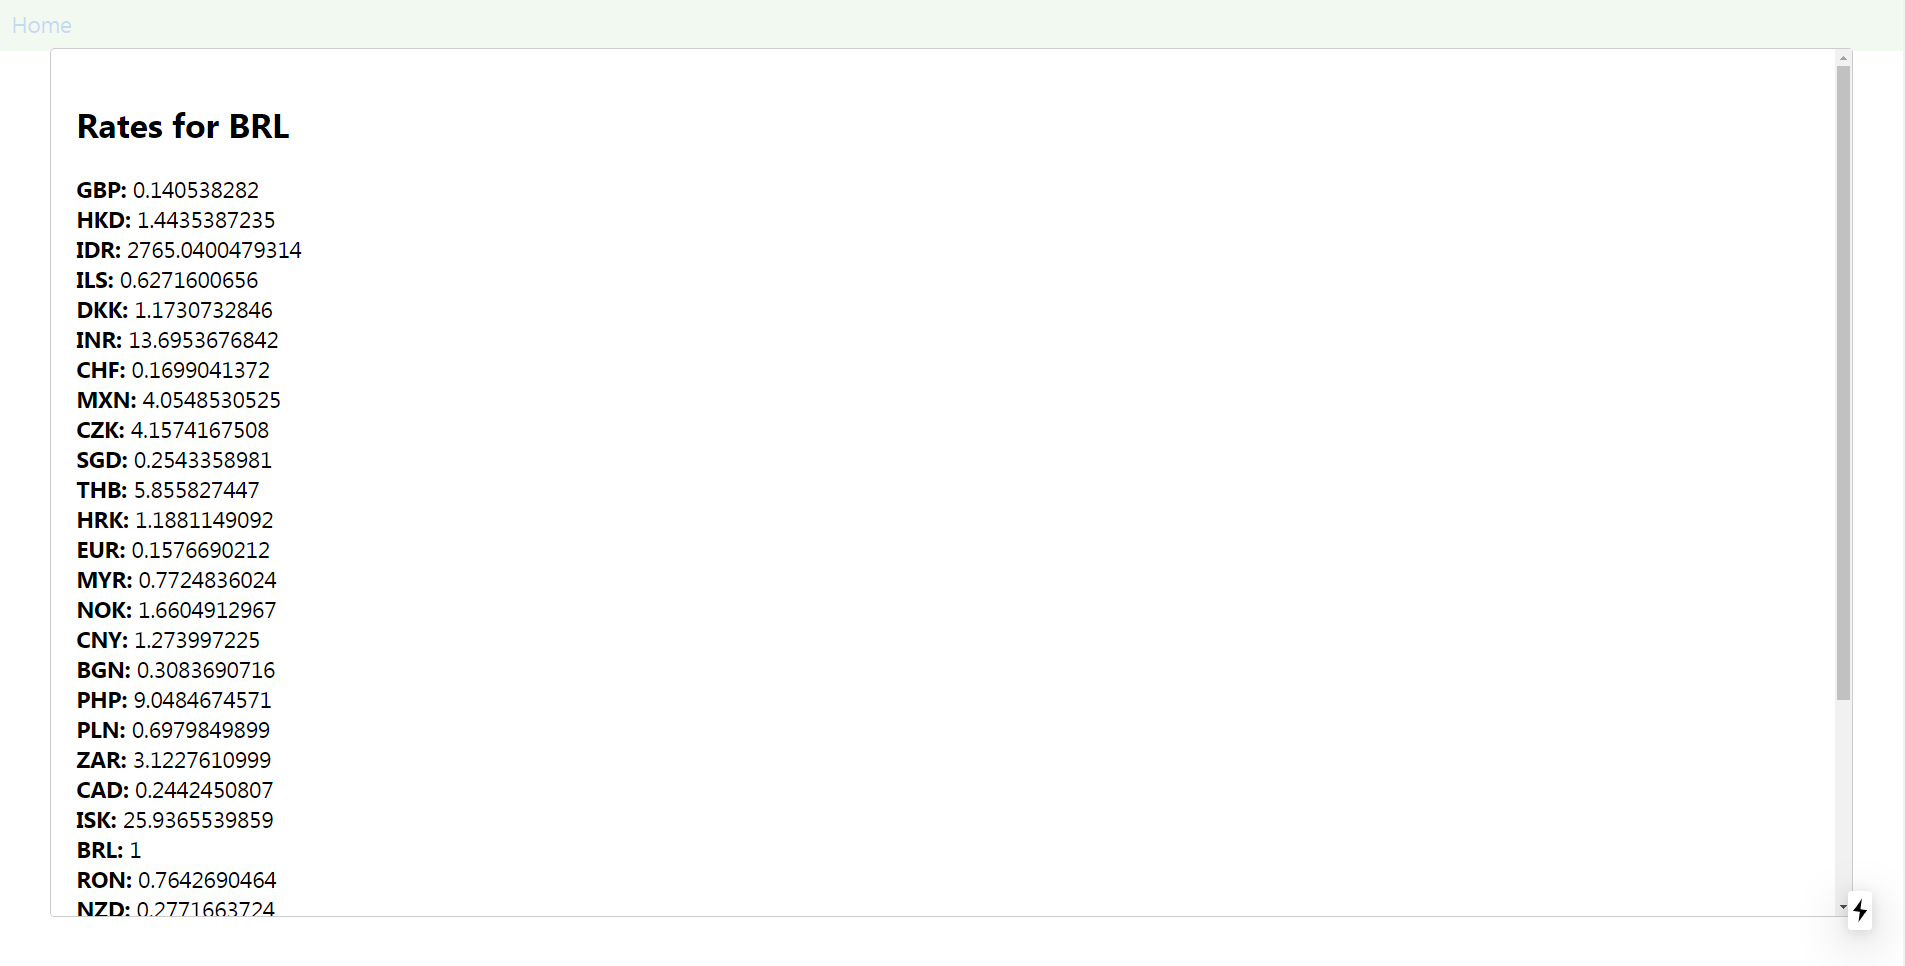 Home
Rates for BRL
GBP: 0.140538282
HKD: 1.4435387235
IDR: 2765.0400479314
ILS: 0.6271600656
DKK: 1.1730732846
INR: 13.6953676842
CHF: 0.1699041372
MXN: 4.0548530525
CZK: 4.1574167508
SGD: 0.2543358981
THB: 5.855827447
HRK: 1.1881149092
EUR: 0.1576690212
MYR: 0.7724836024
NOK: 1.6604912967
CNY: 1.273997225
BGN: 0.3083690716
PHP: 9.0484674571
PLN: 0.6979849899
ZAR: 3.1227610999
CAD: 0.2442450807
ISK: 25.9365539859
BRL: 1
RON: 0.7642690464
NZD: 0.2771663724